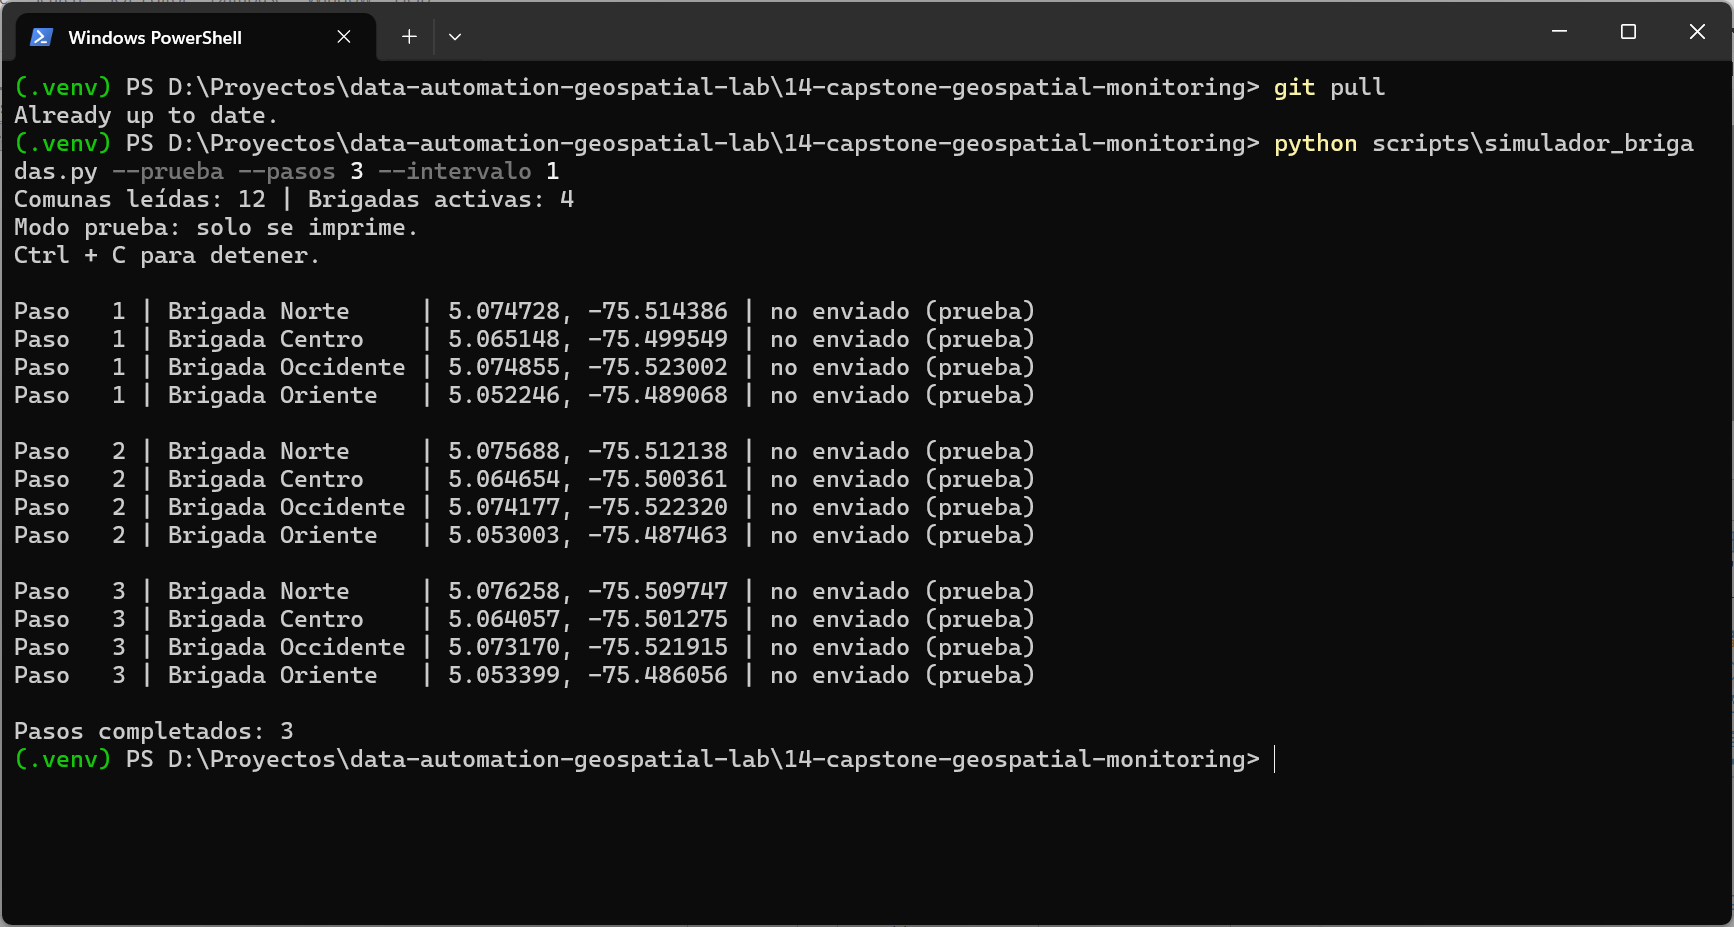 Windows PowerShell
(.venv) PS D:\Proyectos\data-automation-geospatial-lab\14-capstone-geospatial-monitoring> git pull
Already up to date.
(.venv) PS D:\Proyectos\data-automation-geospatial-lab\14-capstone-geospatial-monitoring> python scripts\simulador_briga
das.py --prueba --pasos 3 --intervalo 1
Comunas leídas: 12 | Brigadas activas: 4
Modo prueba: solo se imprime.
Ctrl + C para detener.
Paso   1 | Brigada Norte     | 5.074728, -75.514386 | no enviado (prueba)
Paso   1 | Brigada Centro    | 5.065148, -75.499549 | no enviado (prueba)
Paso   1 | Brigada Occidente | 5.074855, -75.523002 | no enviado (prueba)
Paso   1 | Brigada Oriente   | 5.052246, -75.489068 | no enviado (prueba)
Paso   2 | Brigada Norte     | 5.075688, -75.512138 | no enviado (prueba)
Paso   2 | Brigada Centro    | 5.064654, -75.500361 | no enviado (prueba)
Paso   2 | Brigada Occidente | 5.074177, -75.522320 | no enviado (prueba)
Paso   2 | Brigada Oriente   | 5.053003, -75.487463 | no enviado (prueba)
Paso   3 | Brigada Norte     | 5.076258, -75.509747 | no enviado (prueba)
Paso   3 | Brigada Centro    | 5.064057, -75.501275 | no enviado (prueba)
Paso   3 | Brigada Occidente | 5.073170, -75.521915 | no enviado (prueba)
Paso   3 | Brigada Oriente   | 5.053399, -75.486056 | no enviado (prueba)
Pasos completados: 3
(.venv) PS D:\Proyectos\data-automation-geospatial-lab\14-capstone-geospatial-monitoring>